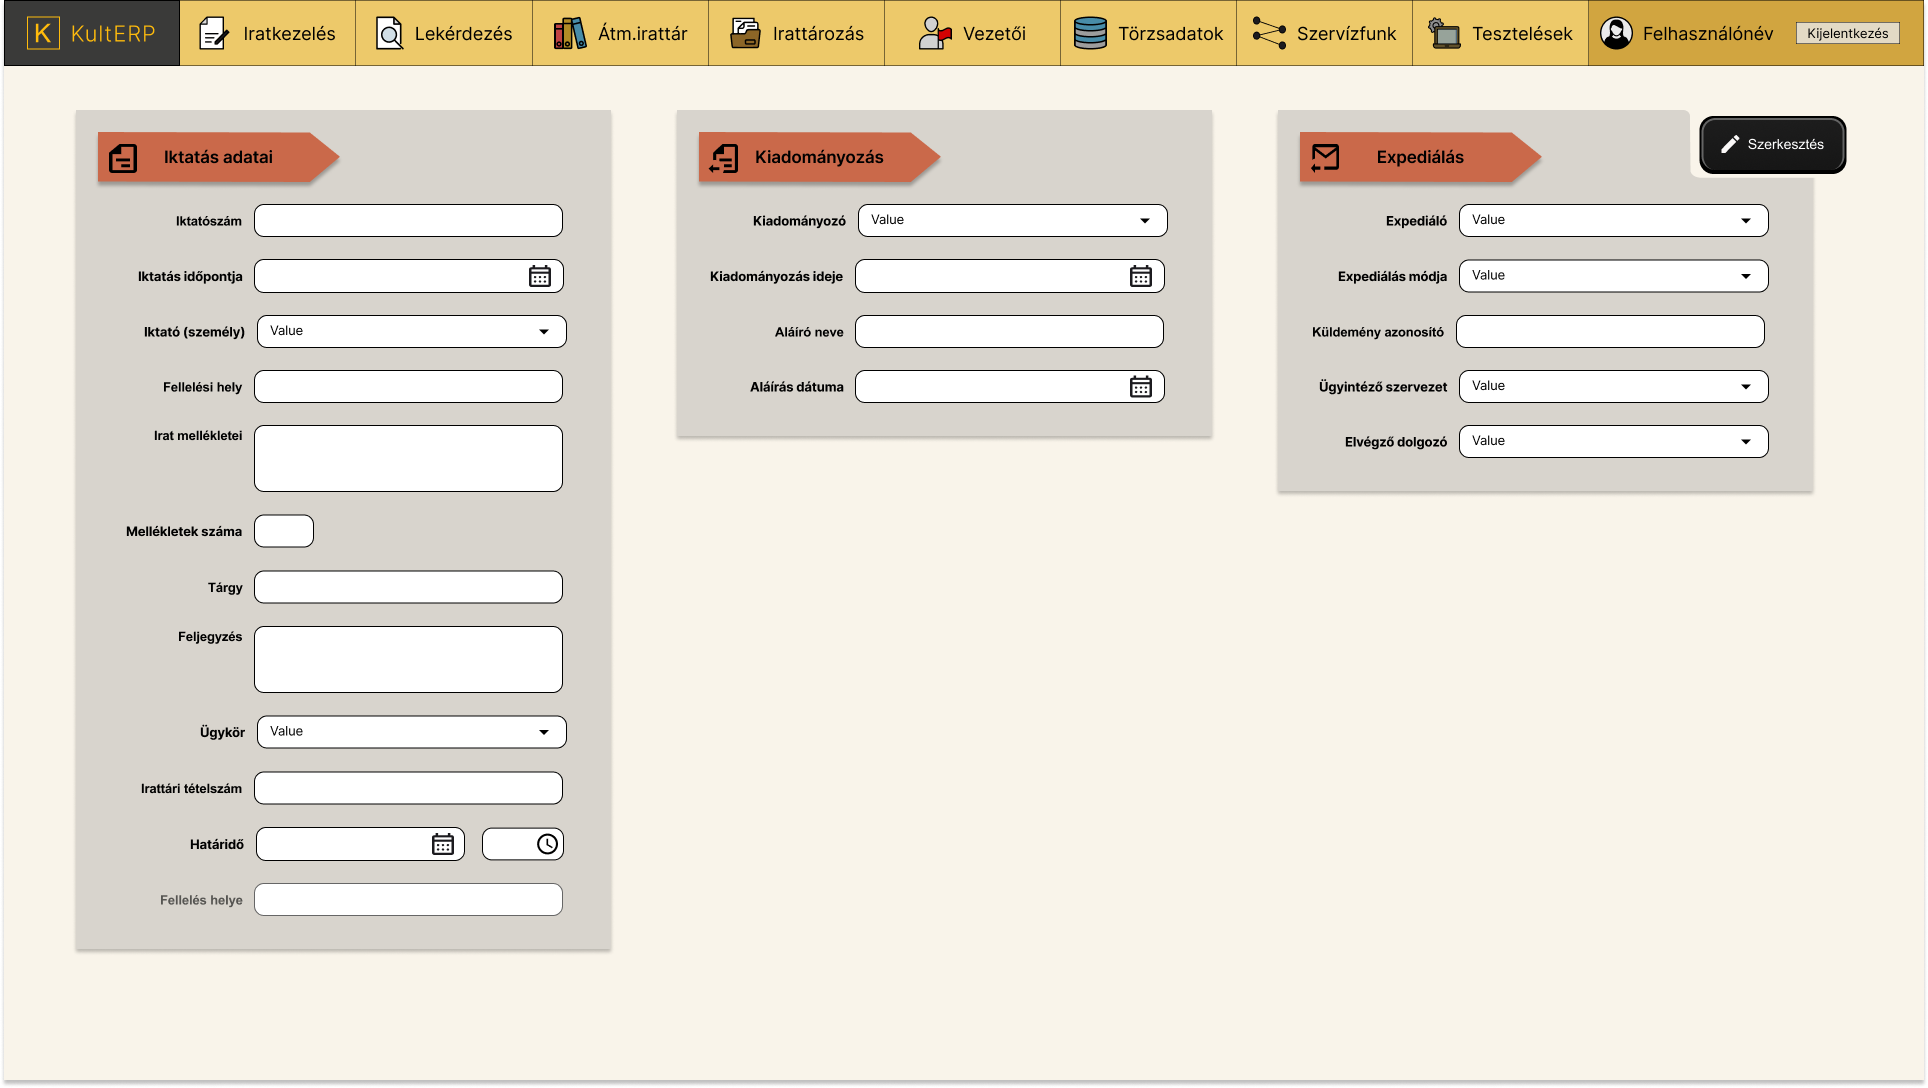 K KultERP
Iratkezelés
Lekérdezés
Átm.irattár
Irattározás
Vezetői
Törzsadatok
Szervízfunk
Tesztelések
Felhasználónév
Kijelentkezés
Iktatás adatai
Iktatószám
Iktatás időpontja
Iktató (személy) Value
Fellelési hely
Irat mellékletei
Mellékletek száma
Tárgy
Feljegyzés
Ügykör Value
Irattári tételszám
Határidő
Fellelés helye
Kiadományozás
Kiadományozó Value
Kiadományozás ideje
Aláíró neve
Aláírás dátuma
Expediálás
Szerkesztés
Expediáló Value
Expediálás módja Value
Küldemény azonosító
Ügyintéző szervezet Value
Elvégző dolgozó Value